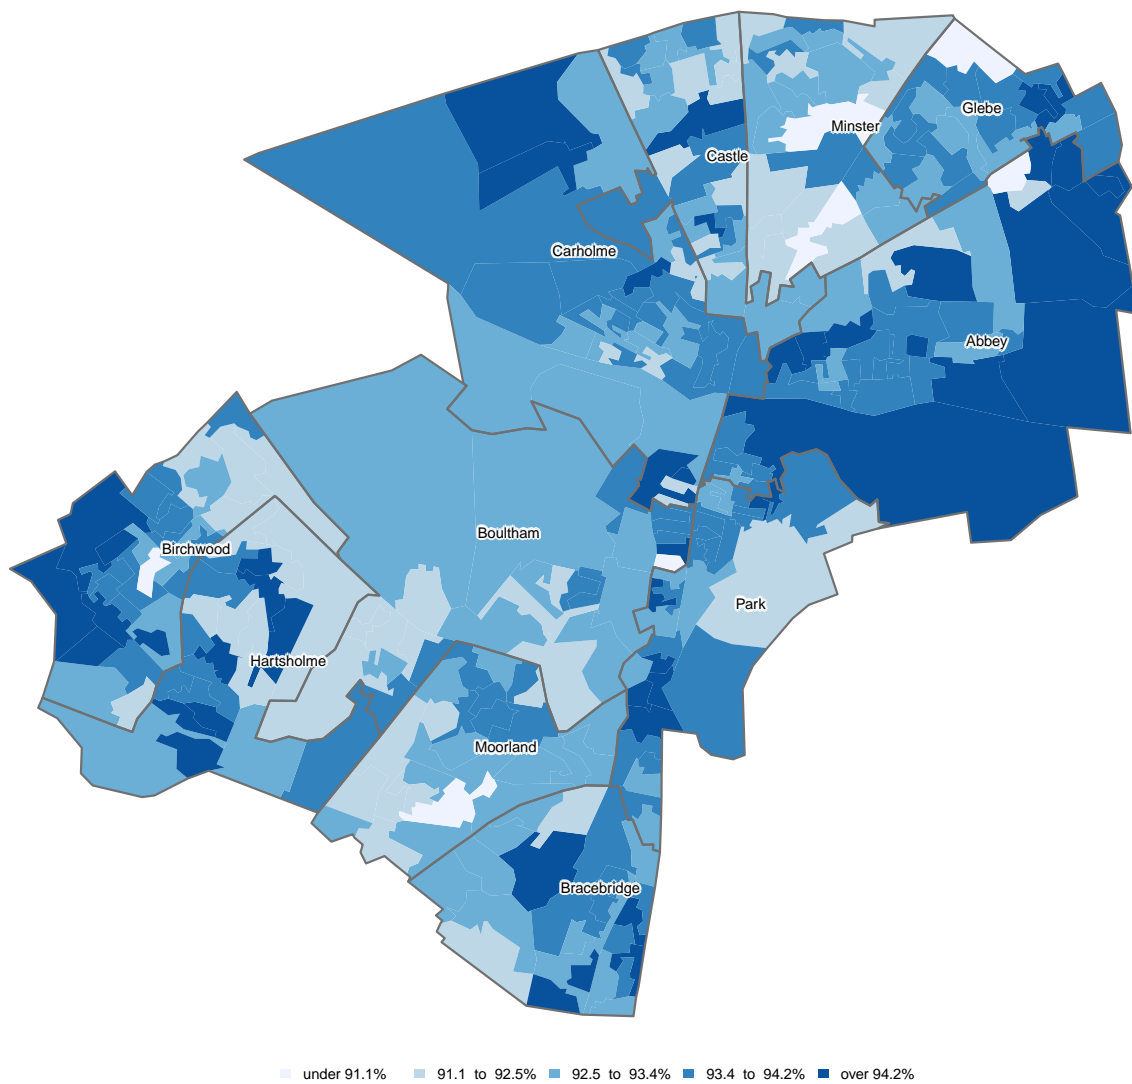 Glebe
Minster
Castle
Carholme
Abbey
Boultham
Birchwood
Park
Hartsholme
Moorland
Bracebridge
under 91.1% 91.1 to 92.5% 92.5 to 93.4% 93.4 to 94.2% over 94.2%